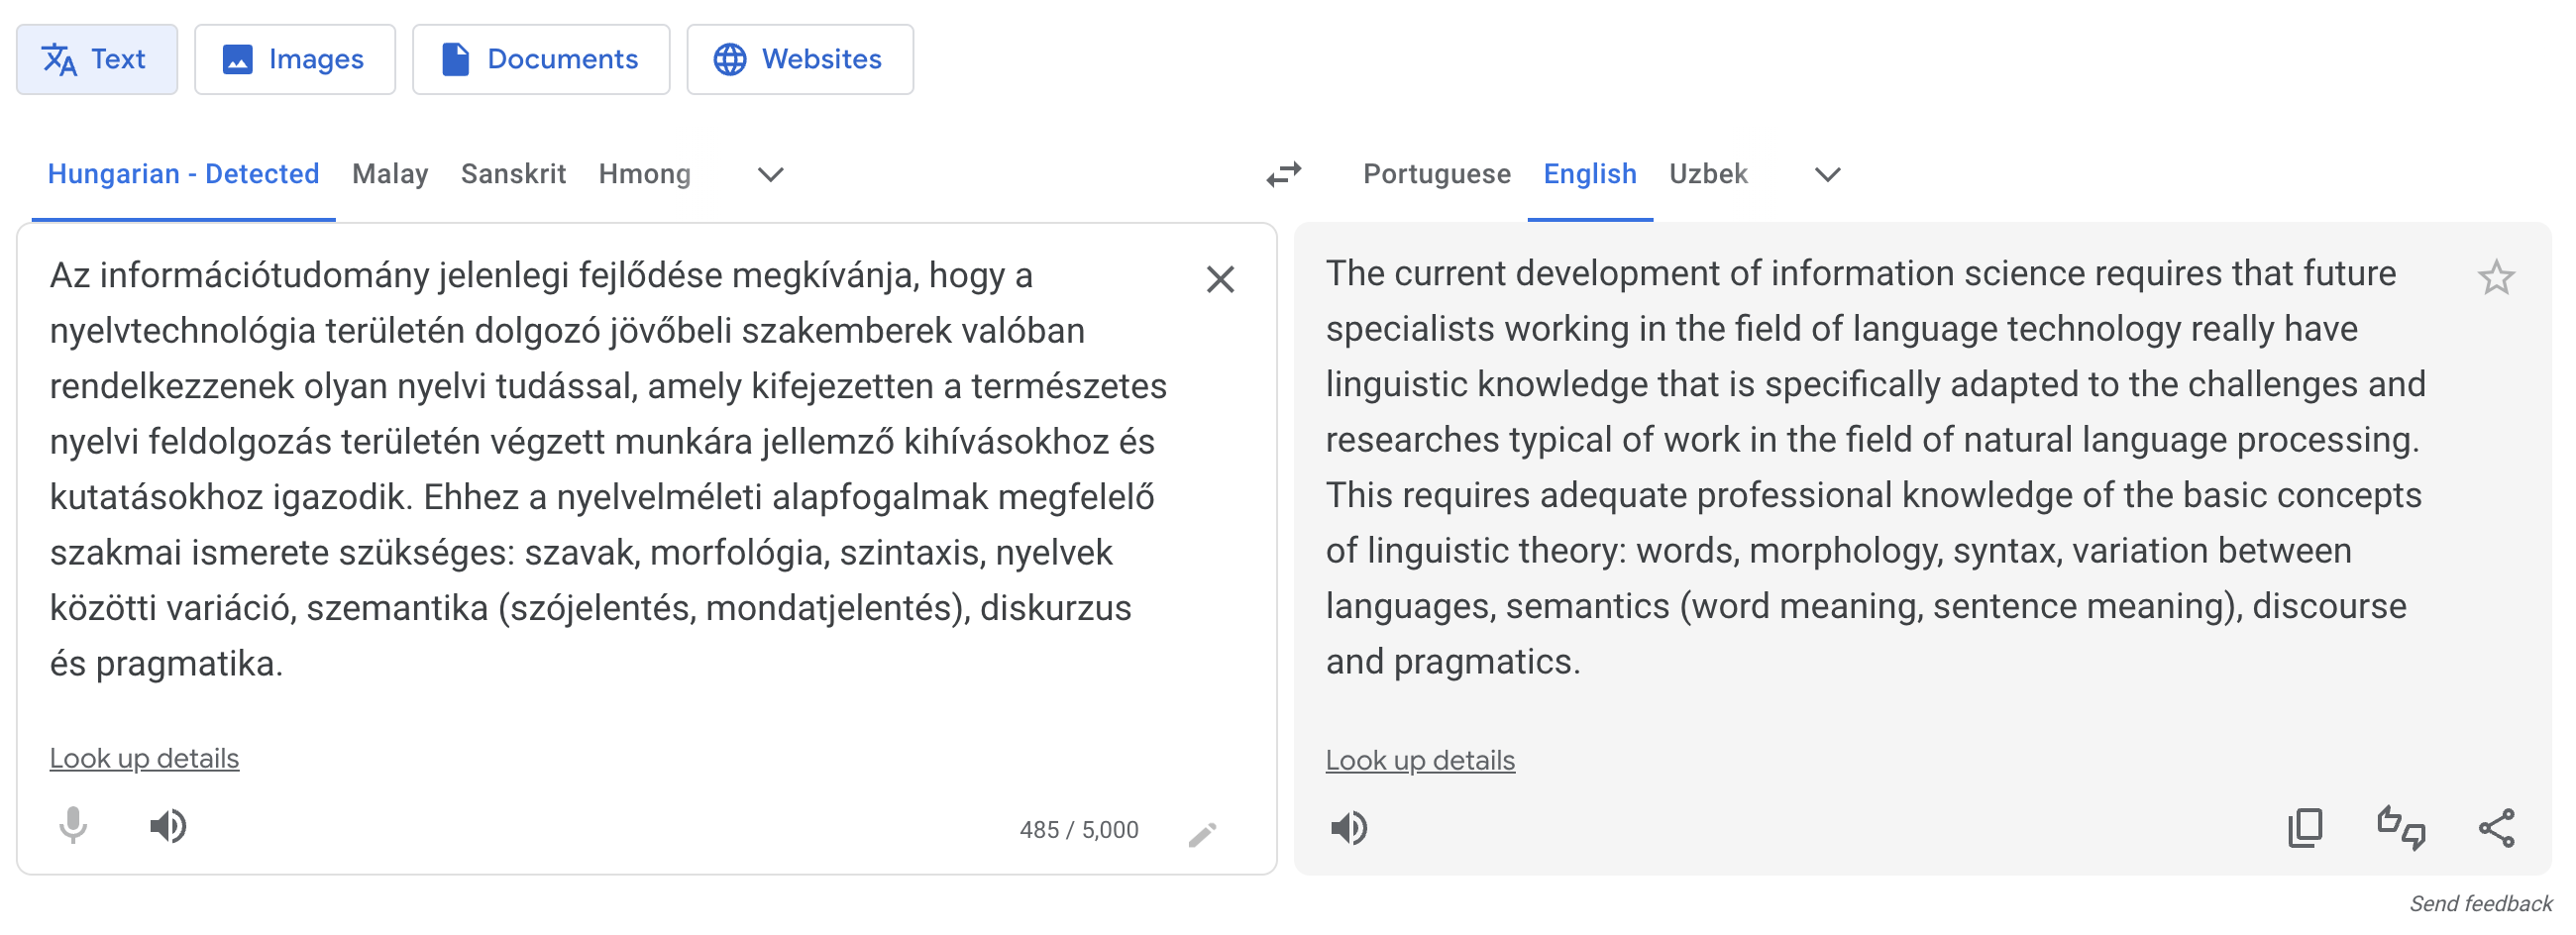 Text
Images
Documents
Websites
Hungarian - Detected
Malay
Sanskrit
Hmong
Portuguese
English
Uzbek
Az információtudomány jelenlegi fejlődése megkívánja, hogy a
nyelvtechnológia területén dolgozó jövőbeli szakemberek valóban
rendelkezzenek olyan nyelvi tudással, amely kifejezetten a természetes
nyelvi feldolgozás területén végzett munkára jellemző kihívásokhoz és
kutatásokhoz igazodik. Ehhez a nyelvelméleti alapfogalmak megfelelő
szakmai ismerete szükséges: szavak, morfológia, szintaxis, nyelvek
közötti variáció, szemantika (szójelentés, mondatjelentés), diskurzus
és pragmatika.
Look up details
485 / 5,000
The current development of information science requires that future
specialists working in the field of language technology really have
linguistic knowledge that is specifically adapted to the challenges and
researches typical of work in the field of natural language processing.
This requires adequate professional knowledge of the basic concepts
of linguistic theory: words, morphology, syntax, variation between
languages, semantics (word meaning, sentence meaning), discourse
and pragmatics.
Look up details
Send feedback